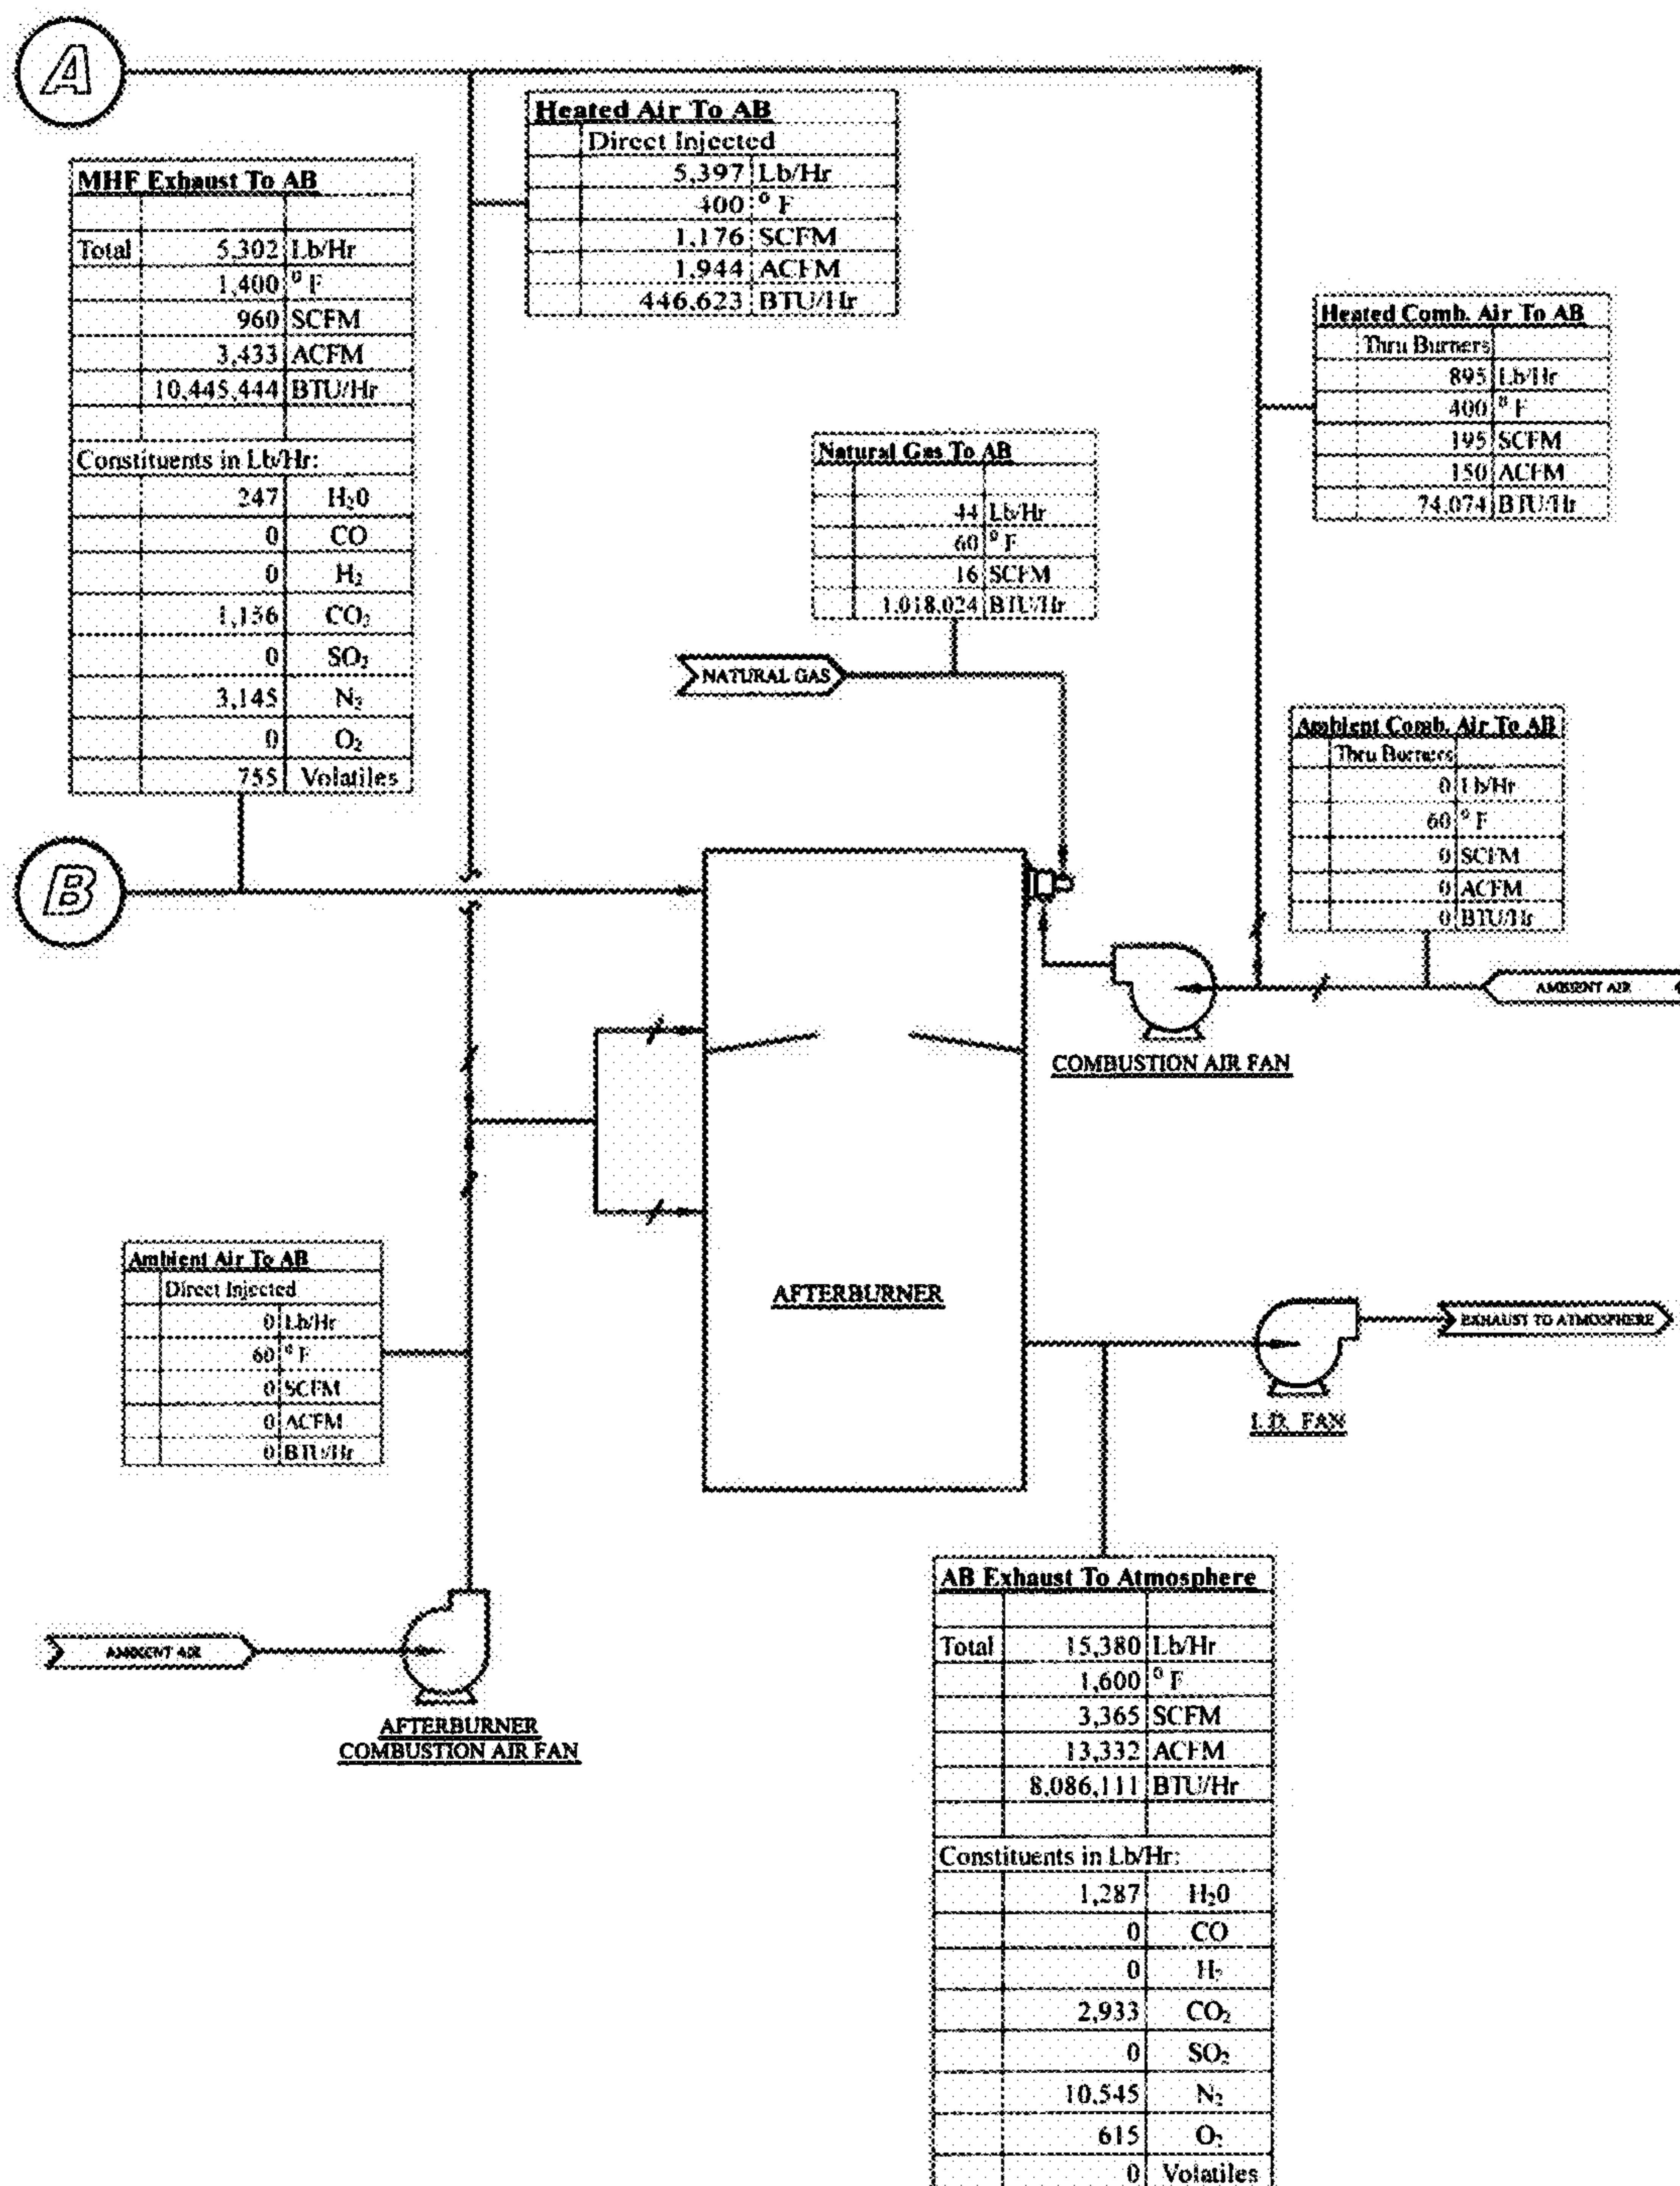 A
Heated Air To AB
Direct Injected
5,397 Lb/Hr
400 ° F
1,176 SCFM
1,944 ACFM
446,623 BTU/Hr
MHF Exhaust To AB
Total 5,302 Lb/Hr
1,400 ° F
960 SCFM
3,433 ACFM
10,445,444 BTU/Hr
Constituents in Lb/Hr:
247 H₂0
0 CO
0 H₂
1,156 CO₂
0 SO₂
3,145 N₂
0 O₂
755 Volatiles
Heated Comb. Air To AB
Thru Burners
895 Lb/Hr
400 ° F
195 SCFM
150 ACFM
74,074 BTU/Hr
Natural Gas To AB
44 Lb/Hr
60 ° F
16 SCFM
1,018,024 BTU/Hr
NATURAL GAS
Ambient Comb. Air To AB
Thru Burners
0 Lb/Hr
60 ° F
0 SCFM
0 ACFM
0 BTU/Hr
B
AMBIENT AIR
COMBUSTION AIR FAN
Ambient Air To AB
Direct Injected
0 Lb/Hr
60 ° F
0 SCFM
0 ACFM
0 BTU/Hr
AFTERBURNER
EXHAUST TO ATMOSPHERE
I.D. FAN
AMBIENT AIR
AFTERBURNER
COMBUSTION AIR FAN
AB Exhaust To Atmosphere
Total 15,380 Lb/Hr
1,600 ° F
3,365 SCFM
13,332 ACFM
8,086,111 BTU/Hr
Constituents in Lb/Hr:
1,287 H₂0
0 CO
0 H₂
2,933 CO₂
0 SO₂
10,545 N₂
615 O₂
0 Volatiles